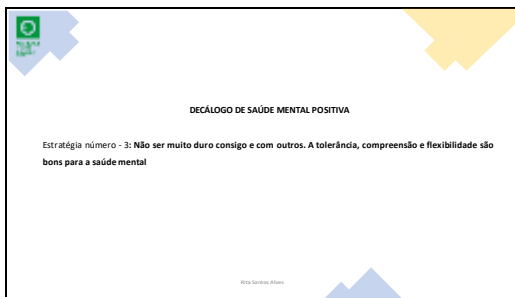 DECÁLOGO DE SAÚDE MENTAL POSITIVA
Estratégia número - 3: Não ser muito duro consigo e com outros. A tolerância, compreensão e flexibilidade são
bons para a saúde mental
Rita Santos Alves